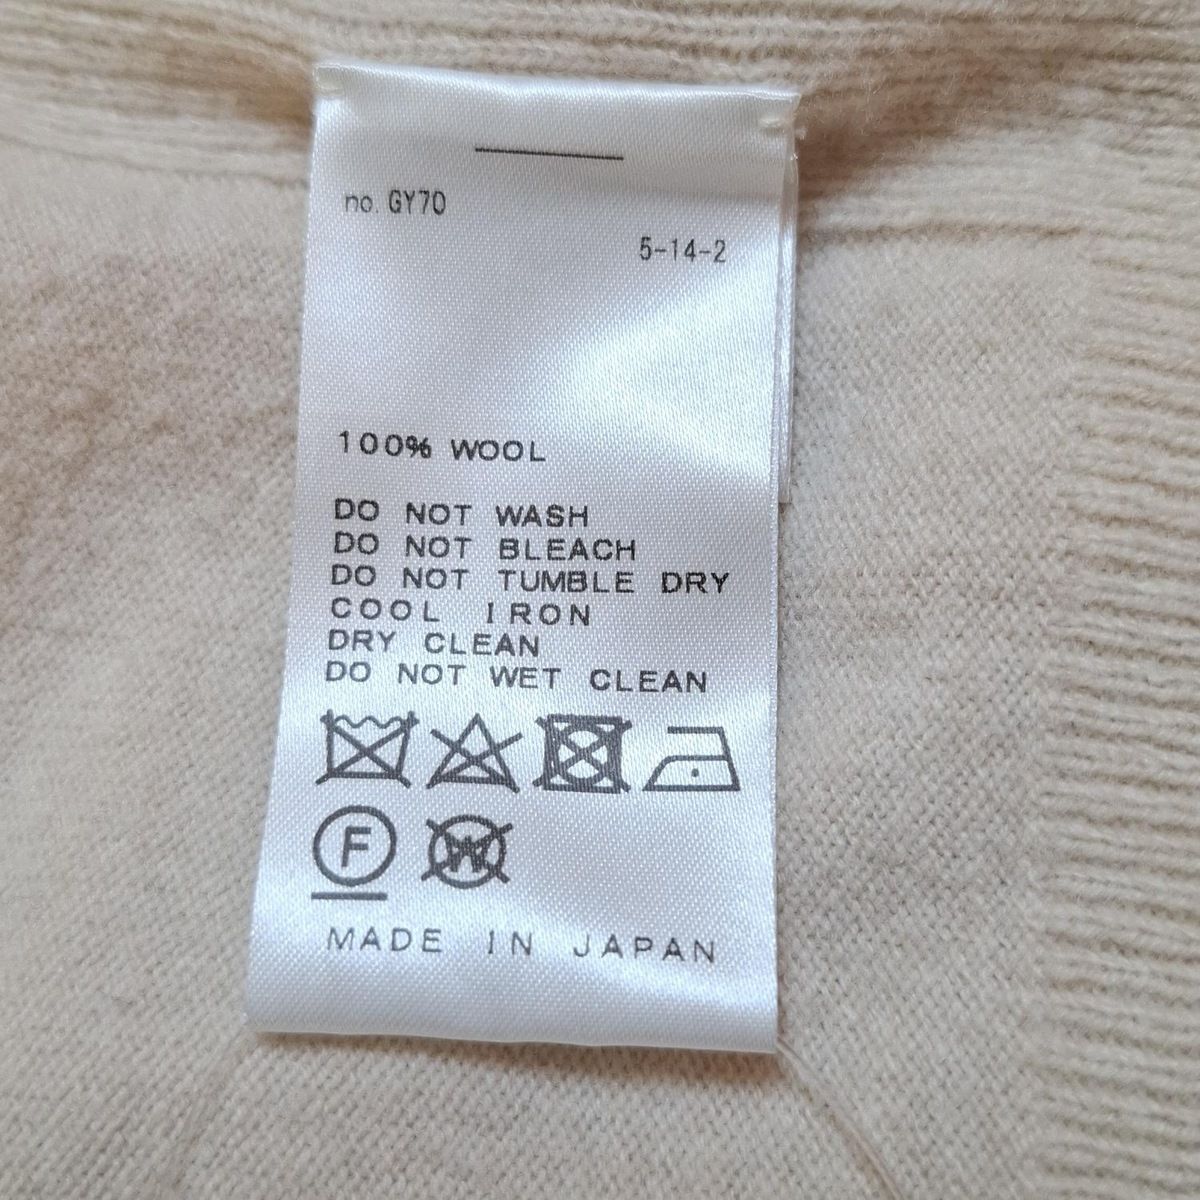 no. GY70
5-14-2
100% WOOL
DO NOT WASH
DO NOT BLEACH
DO NOT TUMBLE DRY
COOL IRON
DRY CLEAN
DO NOT WET CLEAN
F W
MADE IN JAPAN